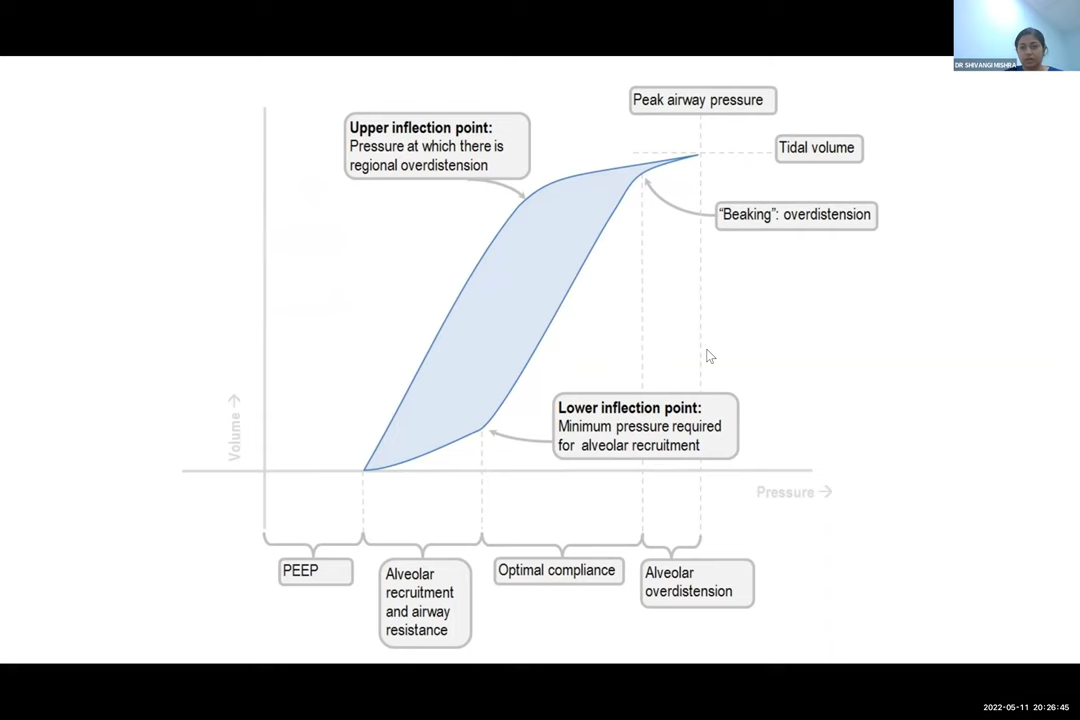 DR SHIVANGI MISHRA
Peak airway pressure
Upper inflection point:
Pressure at which there is
regional overdistension
Tidal volume
“Beaking”: overdistension
Lower inflection point:
Minimum pressure required
for alveolar recruitment
Volume →
Pressure →
PEEP
Alveolar
recruitment
and airway
resistance
Optimal compliance
Alveolar
overdistension
2022-05-11 20:26:45